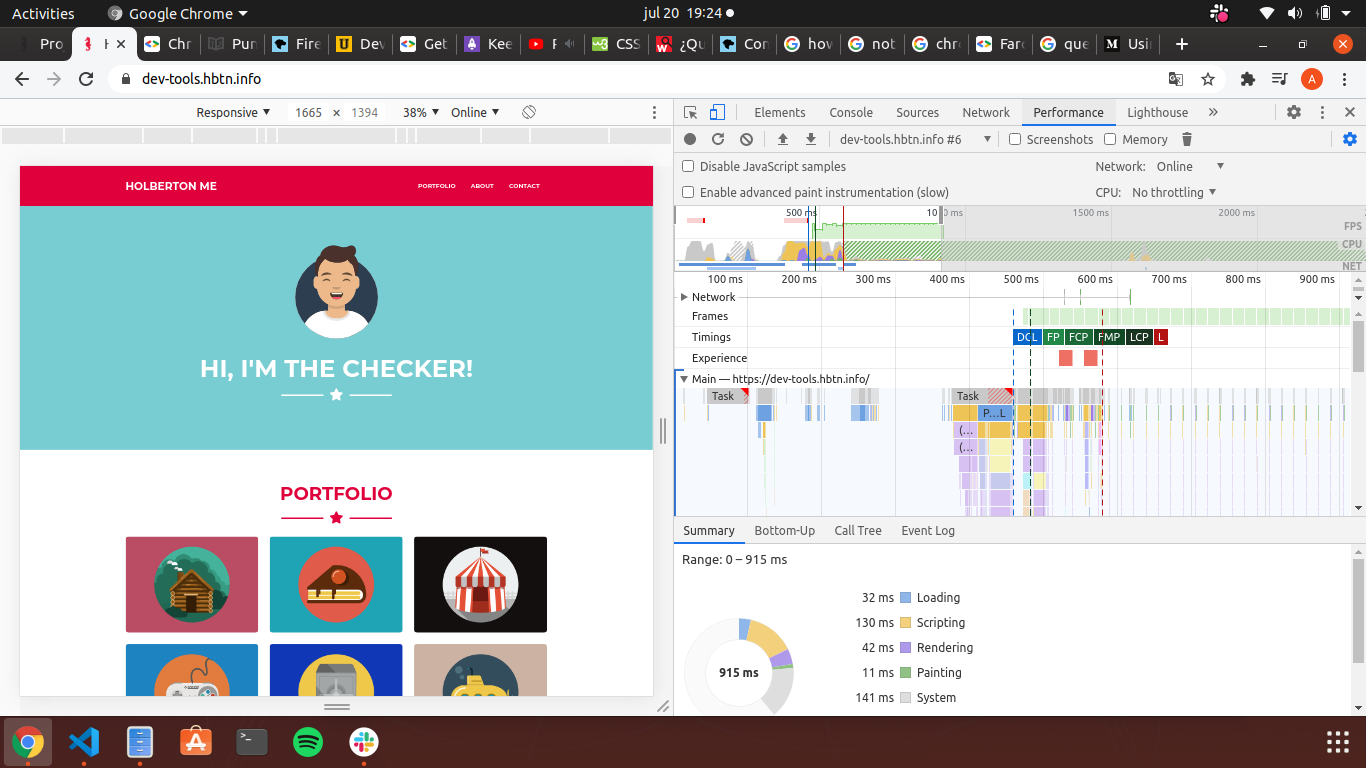 Activities Google Chrome jul 20 19:24
Pro H Chr Pun Fire Dev Get Kee F CSS ¿Qu Con how not chr Faro que Usi
dev-tools.hbtn.info A
Responsive 1665 × 1394 38% Online
Elements Console Sources Network Performance Lighthouse
dev-tools.hbtn.info #6 Screenshots Memory
Disable JavaScript samples Network: Online
Enable advanced paint instrumentation (slow) CPU: No throttling
500 ms 10 0 ms 1500 ms 2000 ms
FPS
CPU
NET
100 ms 200 ms 300 ms 400 ms 500 ms 600 ms 700 ms 800 ms 900 ms
Network
Frames
Timings DCL FP FCP FMP LCP L
Experience
Main — https://dev-tools.hbtn.info/
Task Task
P…L
(…
(…
Summary Bottom-Up Call Tree Event Log
Range: 0 – 915 ms
32 ms Loading
130 ms Scripting
42 ms Rendering
11 ms Painting
141 ms System
915 ms
HOLBERTON ME PORTFOLIO ABOUT CONTACT
HI, I'M THE CHECKER!
PORTFOLIO